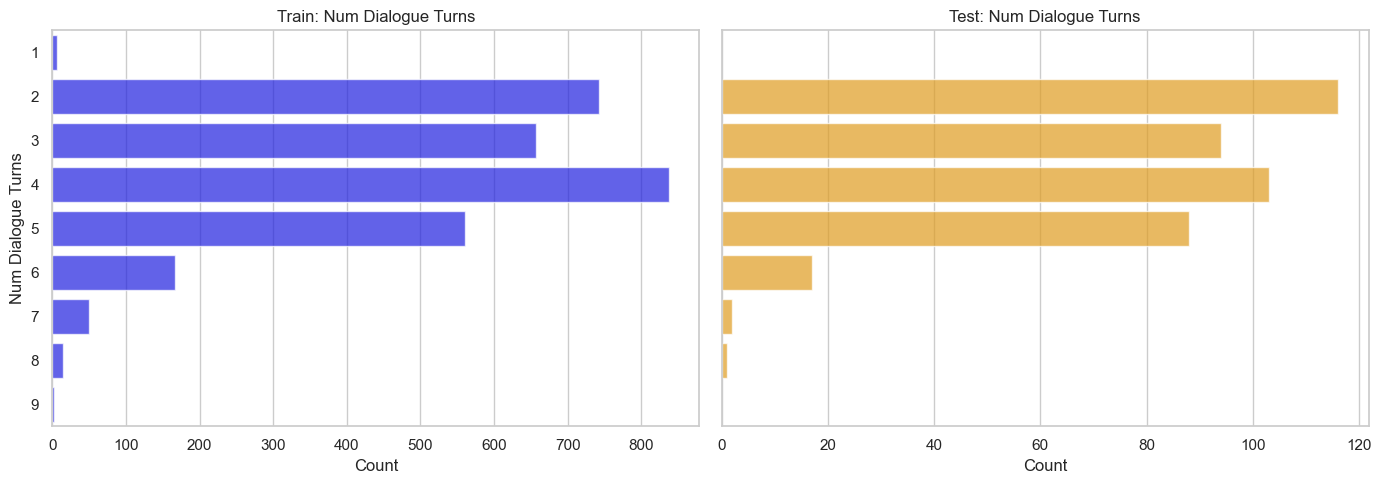 Train: Num Dialogue Turns
Num Dialogue Turns
1
2
3
4
5
6
7
8
9
0 100 200 300 400 500 600 700 800
Count
Test: Num Dialogue Turns
0 20 40 60 80 100 120
Count